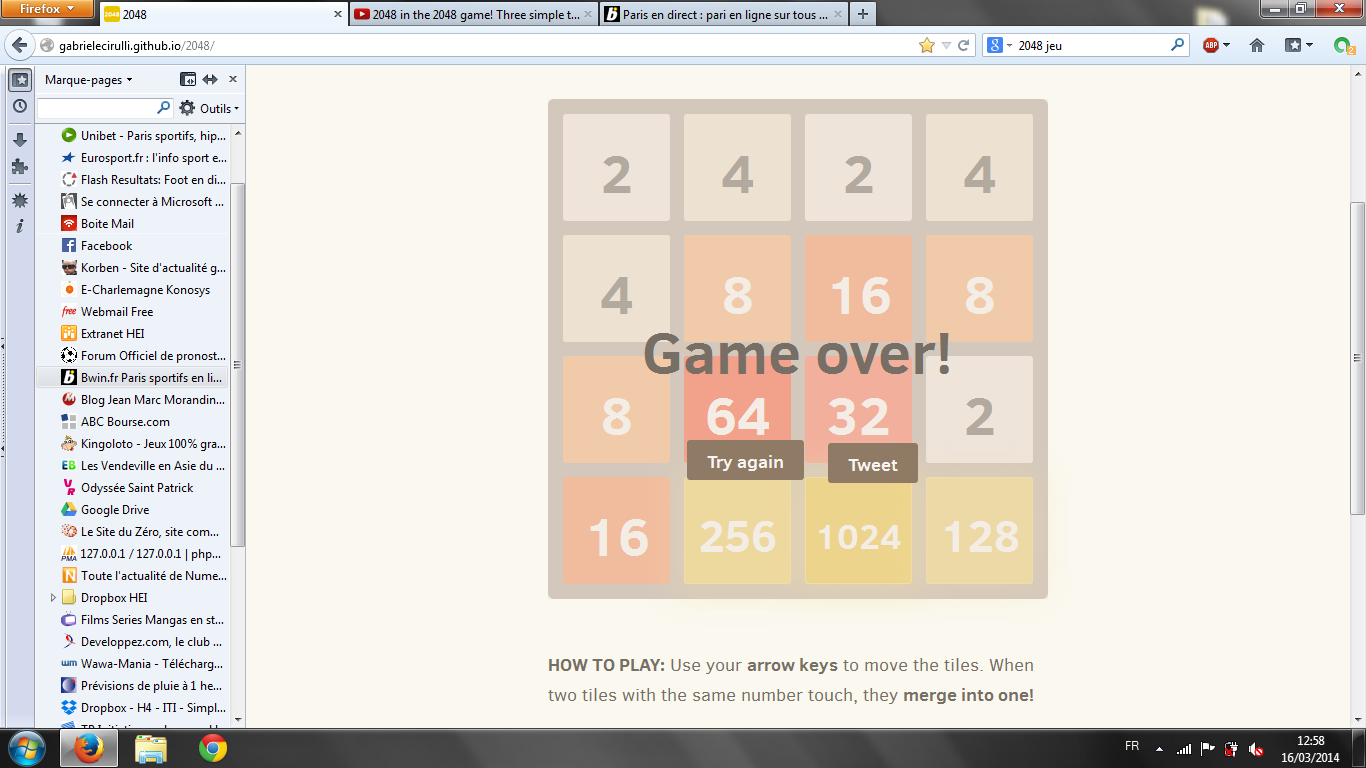 Firefox
2048
2048 in the 2048 game! Three simple t...
Paris en direct : pari en ligne sur tous ...
gabrielecirulli.github.io/2048/
2048 jeu
ABP
2
Marque-pages
Outils
Unibet - Paris sportifs, hip...
Eurosport.fr : l'info sport e...
Flash Resultats: Foot en di...
Se connecter à Microsoft ...
Boite Mail
Facebook
Korben - Site d'actualité g...
E-Charlemagne Konosys
Webmail Free
Extranet HEI
Forum Officiel de pronost...
Bwin.fr Paris sportifs en li...
Blog Jean Marc Morandin...
ABC Bourse.com
Kingoloto - Jeux 100% gra...
Les Vendeville en Asie du ...
Odyssée Saint Patrick
Google Drive
Le Site du Zéro, site com...
127.0.0.1 / 127.0.0.1 | php...
Toute l'actualité de Nume...
Dropbox HEI
Films Series Mangas en st...
Developpez.com, le club ...
Wawa-Mania - Télécharg...
Prévisions de pluie à 1 he...
Dropbox - H4 - ITI - Simpl...
2 4 2 4
4 8 16 8
Game over!
8 64 32 2
Try again Tweet
16 256 1024 128
HOW TO PLAY: Use your arrow keys to move the tiles. When
two tiles with the same number touch, they merge into one!
FR
12:58
16/03/2014